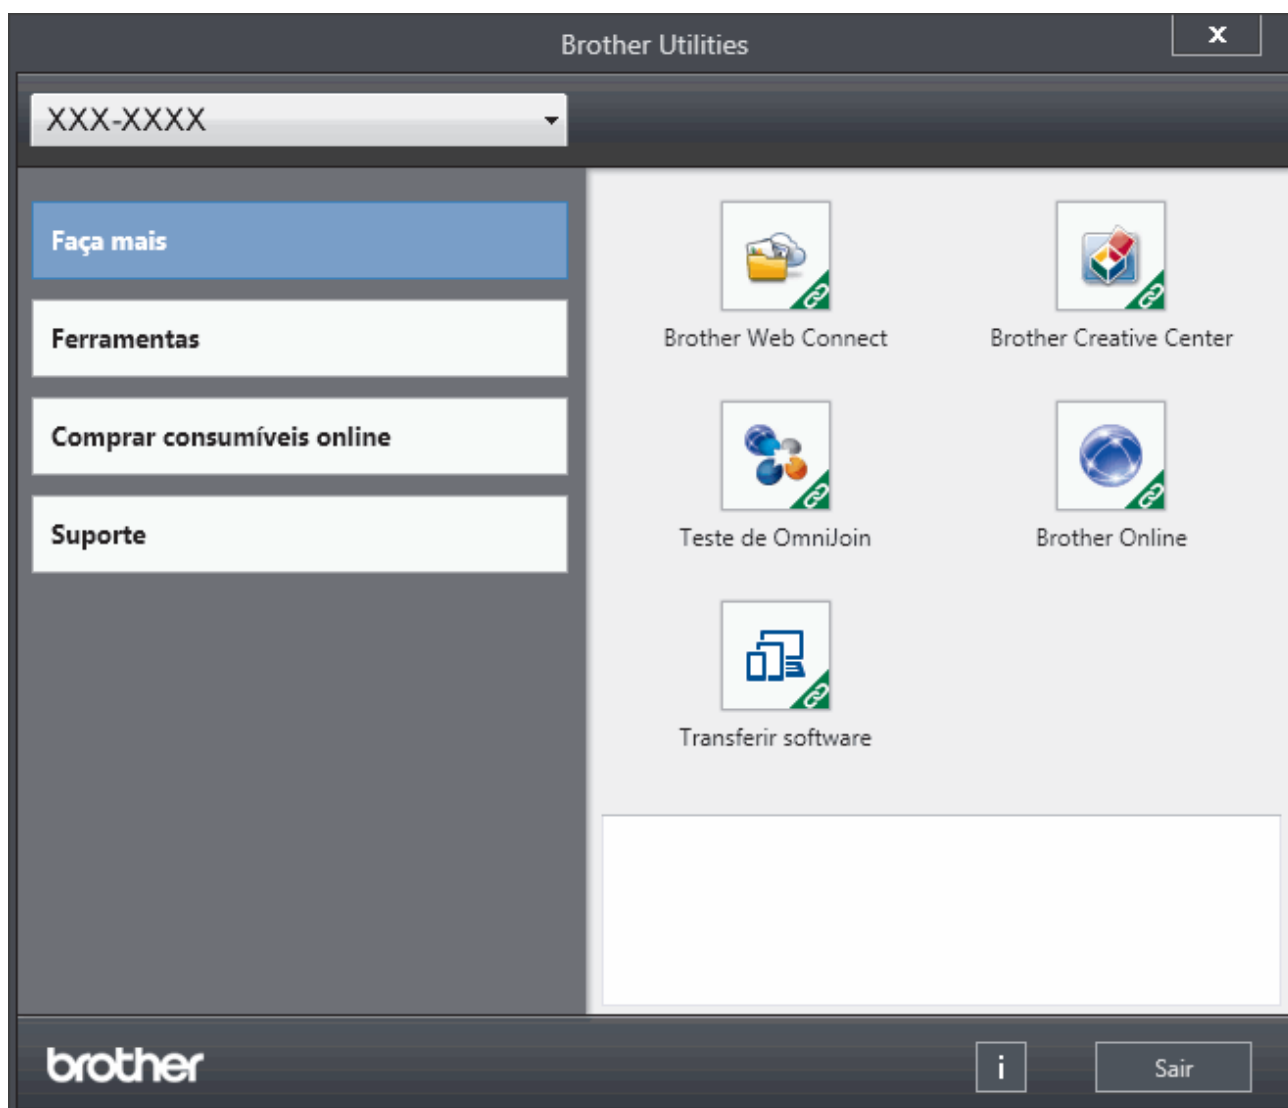 Brother Utilities
x
XXX-XXXX
Faça mais
Ferramentas
Comprar consumíveis online
Suporte
Brother Web Connect
Brother Creative Center
Teste de OmniJoin
Brother Online
Transferir software
brother
i
Sair